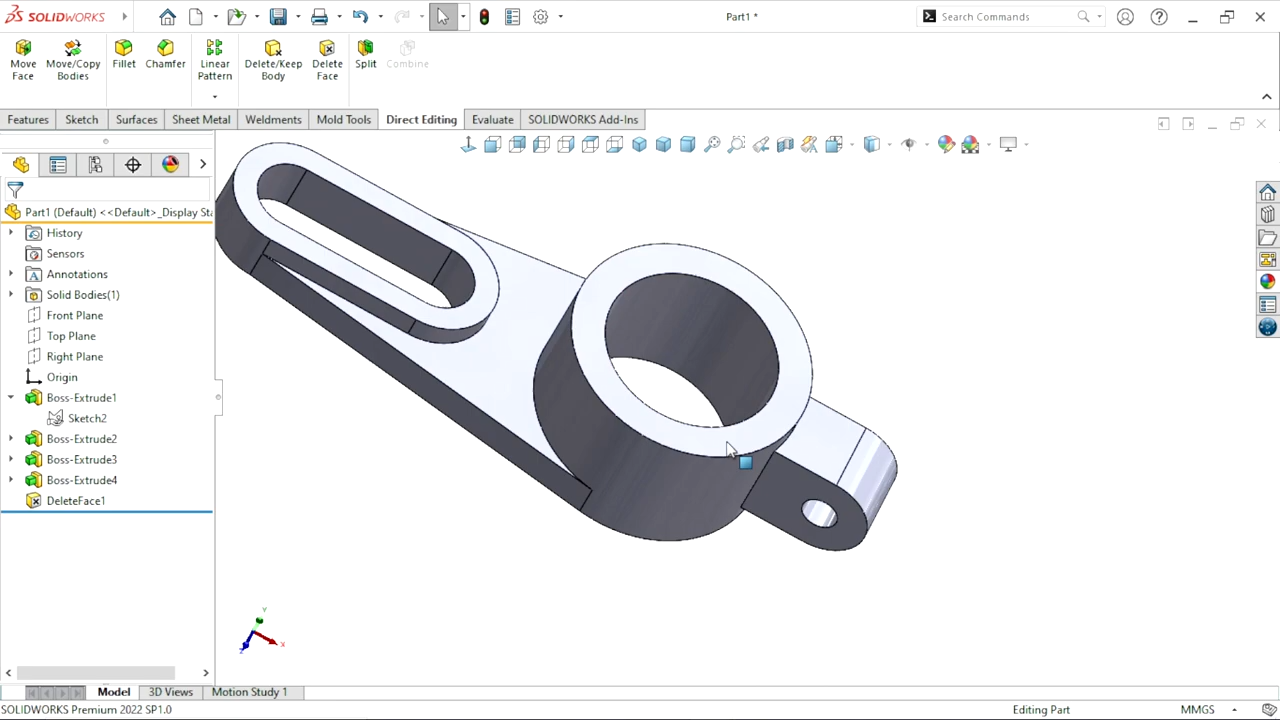 SOLIDWORKS
Part1 *
Search Commands
Move Face
Move/Copy Bodies
Fillet
Chamfer
Linear Pattern
Delete/Keep Body
Delete Face
Split
Combine
Features
Sketch
Surfaces
Sheet Metal
Weldments
Mold Tools
Direct Editing
Evaluate
SOLIDWORKS Add-Ins
Part1 (Default) <<Default>_Display Sta
History
Sensors
Annotations
Solid Bodies(1)
Front Plane
Top Plane
Right Plane
Origin
Boss-Extrude1
Sketch2
Boss-Extrude2
Boss-Extrude3
Boss-Extrude4
DeleteFace1
Y
X
Z
Model
3D Views
Motion Study 1
SOLIDWORKS Premium 2022 SP1.0
Editing Part
MMGS